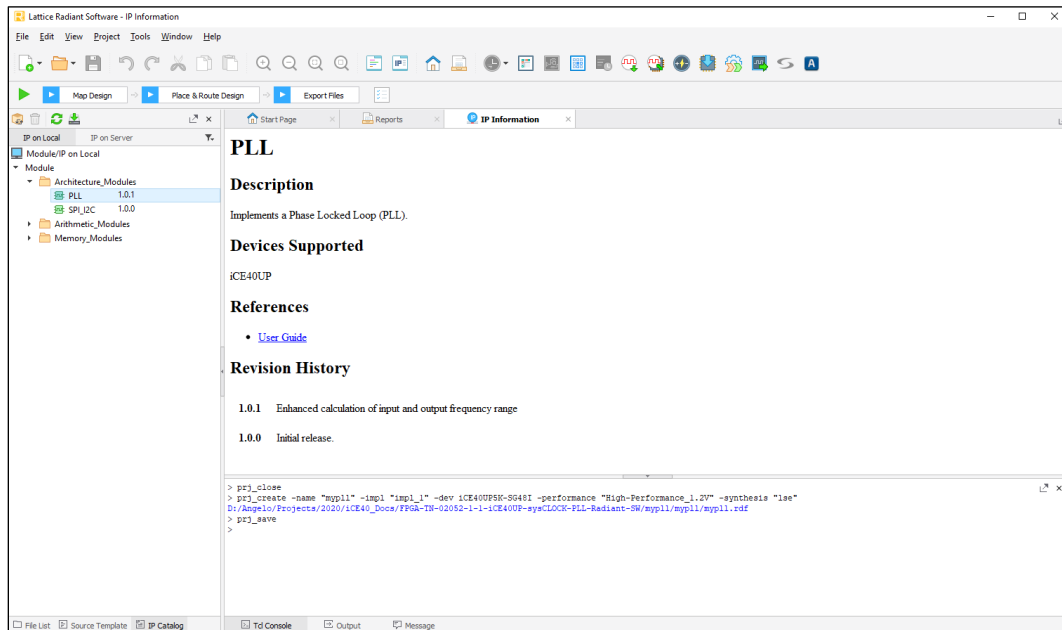 Lattice Radiant Software - IP Information
File Edit View Project Tools Window Help
Map Design Place & Route Design Export Files
IP on Local IP on Server
Module/IP on Local
Module
Architecture_Modules
PLL 1.0.1
SPI_I2C 1.0.0
Arithmetic_Modules
Memory_Modules
Start Page Reports IP Information
PLL
Description
Implements a Phase Locked Loop (PLL).
Devices Supported
iCE40UP
References
• User Guide
Revision History
1.0.1 Enhanced calculation of input and output frequency range
1.0.0 Initial release.
> prj_close
> prj_create -name "mypll" -impl "impl_1" -dev iCE40UP5K-SG48I -performance "High-Performance_1.2V" -synthesis "lse"
D:/Angelo/Projects/2020/iCE40_Docs/FPGA-TN-02052-1-1-iCE40UP-sysCLOCK-PLL-Radiant-SW/mypll/mypll/mypll.rdf
> prj_save
>
File List Source Template IP Catalog
Tcl Console Output Message